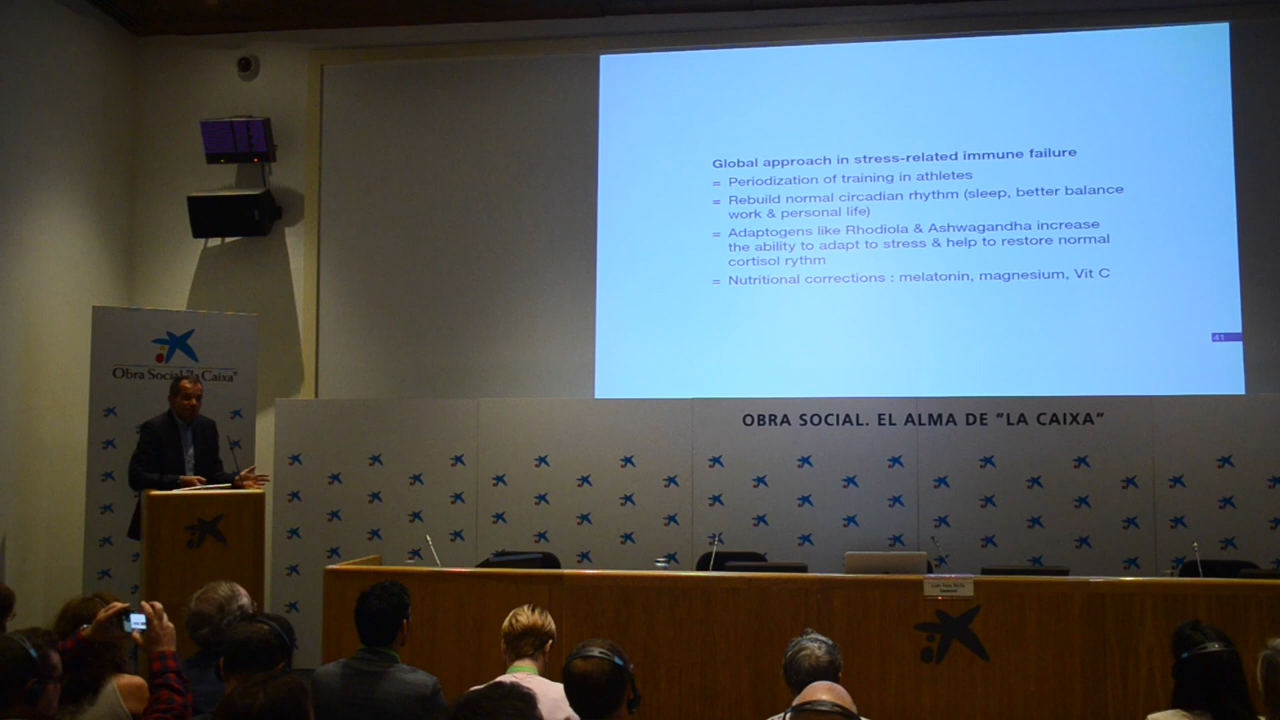 Global approach in stress-related immune failure
= Periodization of training in athletes
= Rebuild normal circadian rhythm (sleep, better balance
work & personal life)
= Adaptogens like Rhodiola & Ashwagandha increase
the ability to adapt to stress & help to restore normal
cortisol rythm
= Nutritional corrections : melatonin, magnesium, Vit C
41
Obra Social "la Caixa"
OBRA SOCIAL. EL ALMA DE "LA CAIXA"